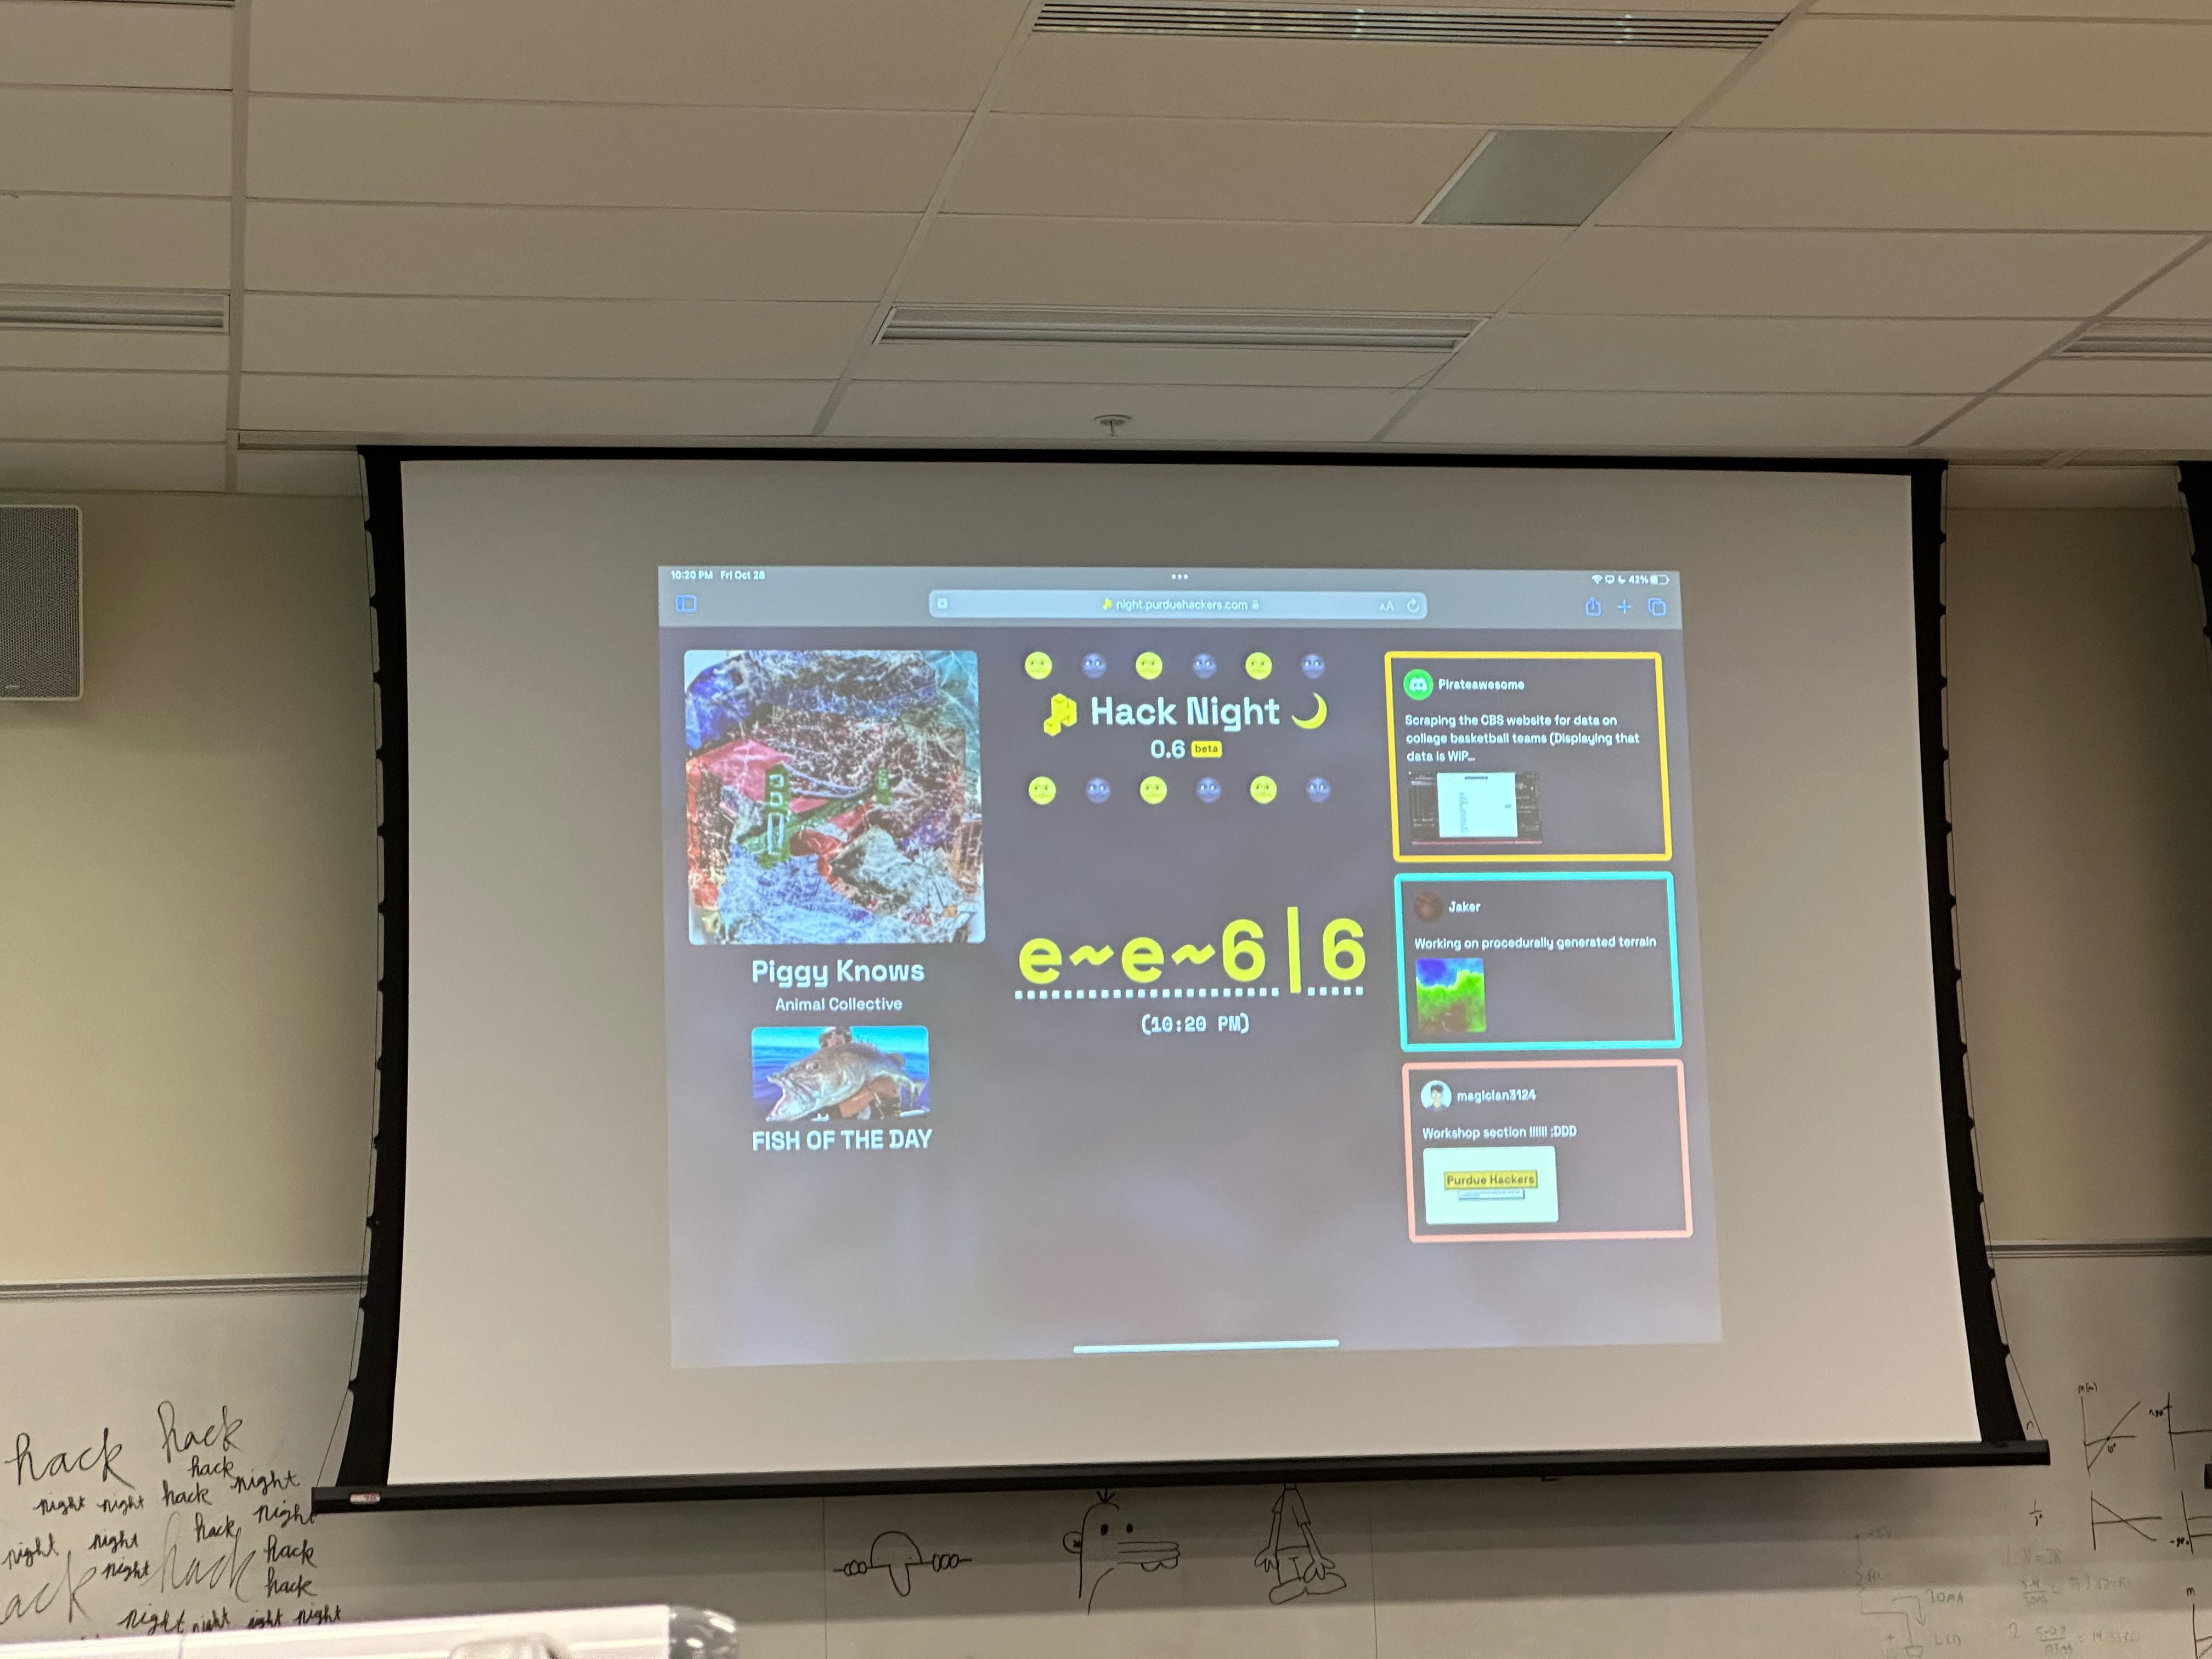 10:20 PM Fri Oct 28
42%
night.purduehackers.com
AA
Hack Night
0.6 beta
Piggy Knows
Animal Collective
FISH OF THE DAY
e~e~6|6
(10:20 PM)
Pirateawesome
Scraping the CBS website for data on
collage basketball teams (Displaying that
data is WIP...
Jaker
Working on procedurally generated terrain
magician3124
Workshop section !!!!!! :DDD
Purdue Hackers
hack hack
hack night
night night hack
night
hack
night night
night hack hack
hack
ack
night night night night
30mA
LED